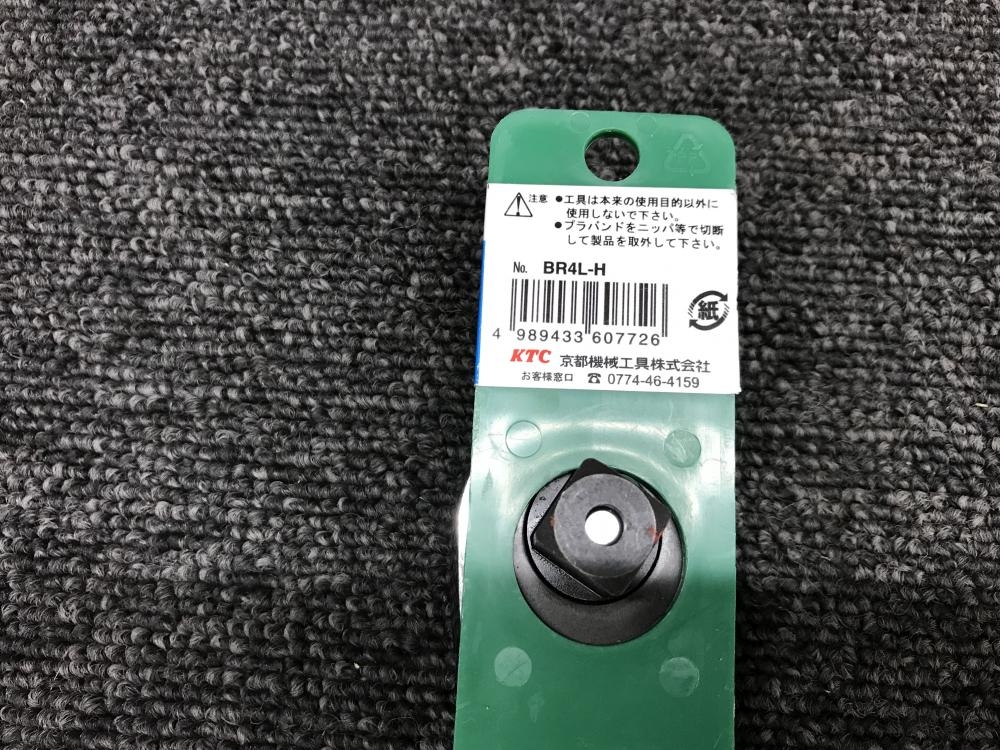 注意 ●工具は本来の使用目的以外に
使用しないで下さい。
●プラバンドをニッパ等で切断
して製品を取外して下さい。
No. BR4L-H
紙
4 989433 607726
KTC 京都機械工具株式会社
お客様窓口 ☎ 0774-46-4159